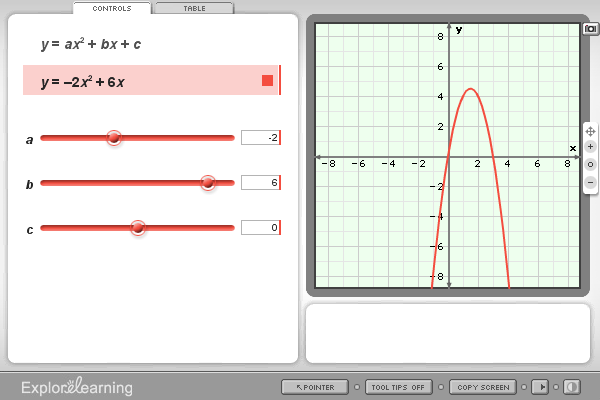 CONTROLS
TABLE
y = ax² + bx + c
y = –2x² + 6x
a
-2
b
6
c
0
y
8
6
4
2
x
-8 -6 -4 -2 2 4 6 8
-2
-4
-6
-8
ExploreLearning
POINTER
TOOL TIPS OFF
COPY SCREEN